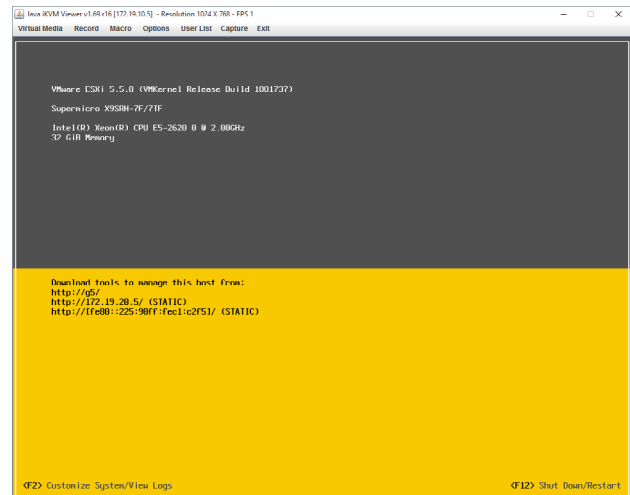 Java iKVM Viewer v1.69 r16 [172.19.10.5] - Resolution 1024 X 768 - FPS 1
Virtual Media Record Macro Options User List Capture Exit
VMware ESXi 5.5.0 (VMKernel Release Build
Supermicro X9SRH-7F/7TF
Intel(R) Xeon(R) CPU E5-2620 0 @ 2.00GHz
32 GiB Memory
Download tools to manage this host from:
http://g5/
http://172.19.20.5/ (STATIC)
http://[fe80::225:90ff:fec1:c2f5]/ (STATIC)
<F2> Customize System/View Logs
<F12> Shut Down/Restart